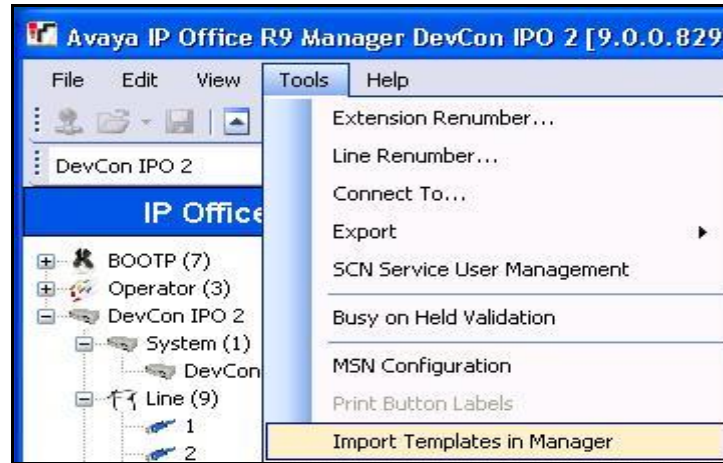 Avaya IP Office R9 Manager DevCon IPO 2 [9.0.0.829
File Edit View Tools Help
DevCon IPO 2
IP Office
BOOTP (7)
Operator (3)
DevCon IPO 2
System (1)
DevCon
Line (9)
1
2
Extension Renumber...
Line Renumber...
Connect To...
Export
SCN Service User Management
Busy on Held Validation
MSN Configuration
Print Button Labels
Import Templates in Manager